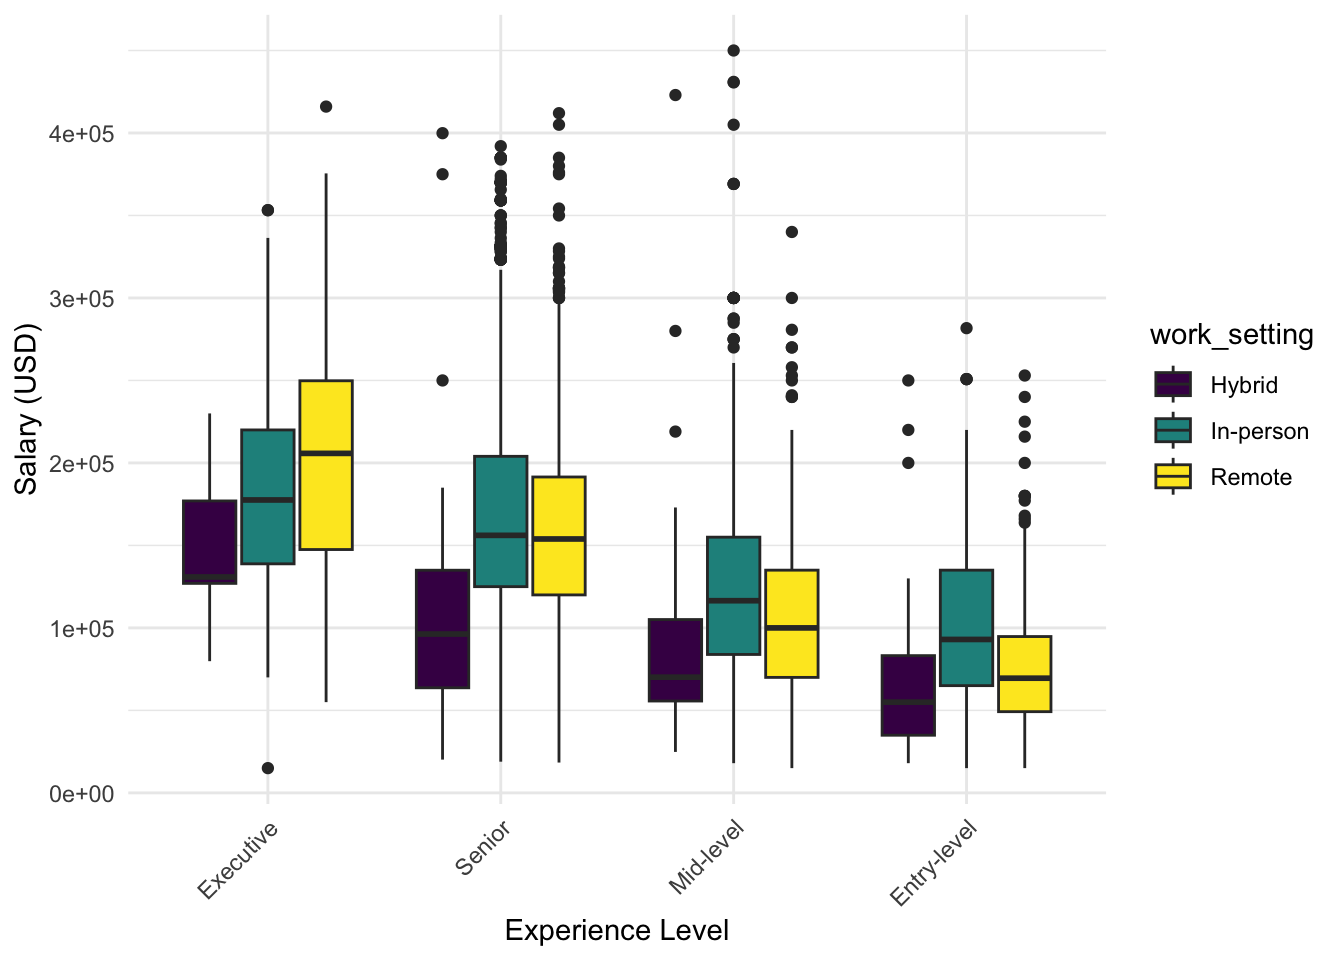 4e+05
3e+05
2e+05
1e+05
0e+00
Salary (USD)
Executive
Senior
Mid-level
Entry-level
Experience Level
work_setting
Hybrid
In-person
Remote